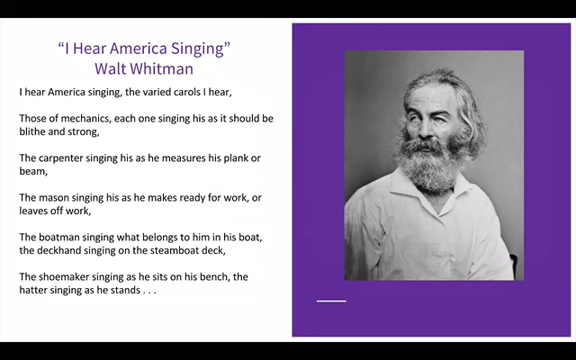 “I Hear America Singing”
Walt Whitman
I hear America singing, the varied carols I hear,
Those of mechanics, each one singing his as it should be
blithe and strong,
The carpenter singing his as he measures his plank or
beam,
The mason singing his as he makes ready for work, or
leaves off work,
The boatman singing what belongs to him in his boat,
the deckhand singing on the steamboat deck,
The shoemaker singing as he sits on his bench, the
hatter singing as he stands . . .